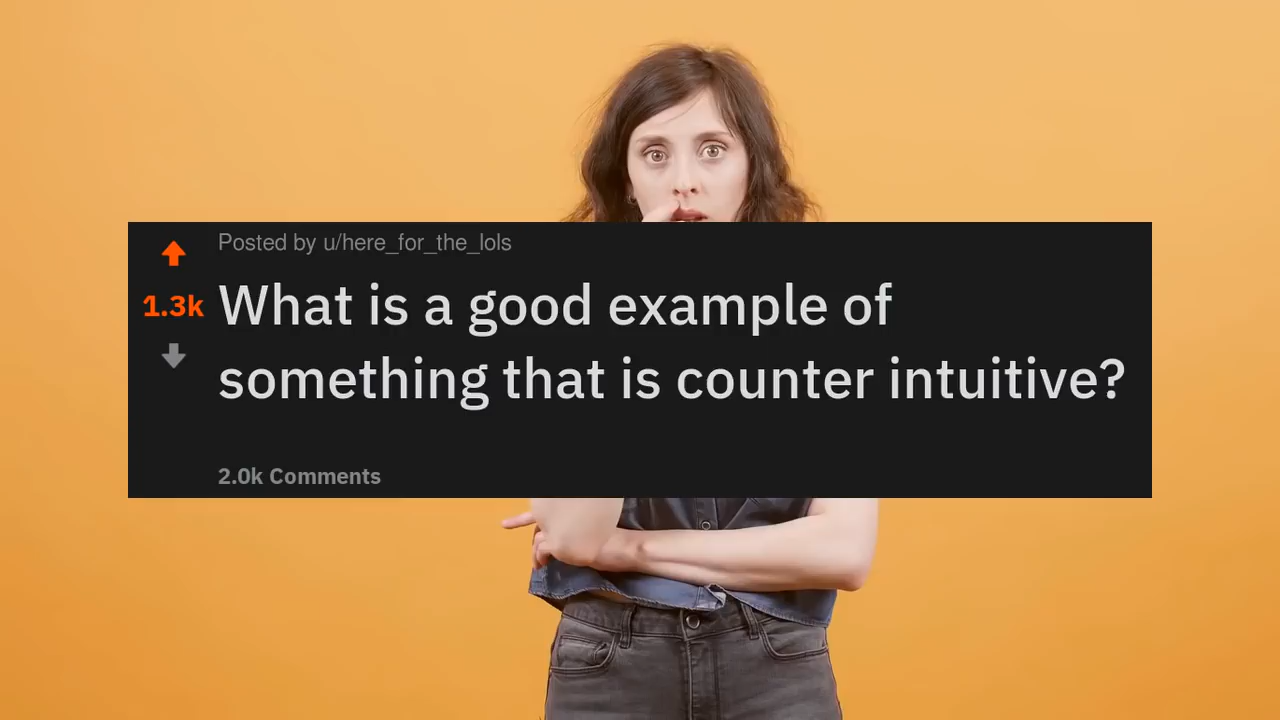 Posted by u/here_for_the_lols
1.3k
What is a good example of
something that is counter intuitive?
2.0k Comments